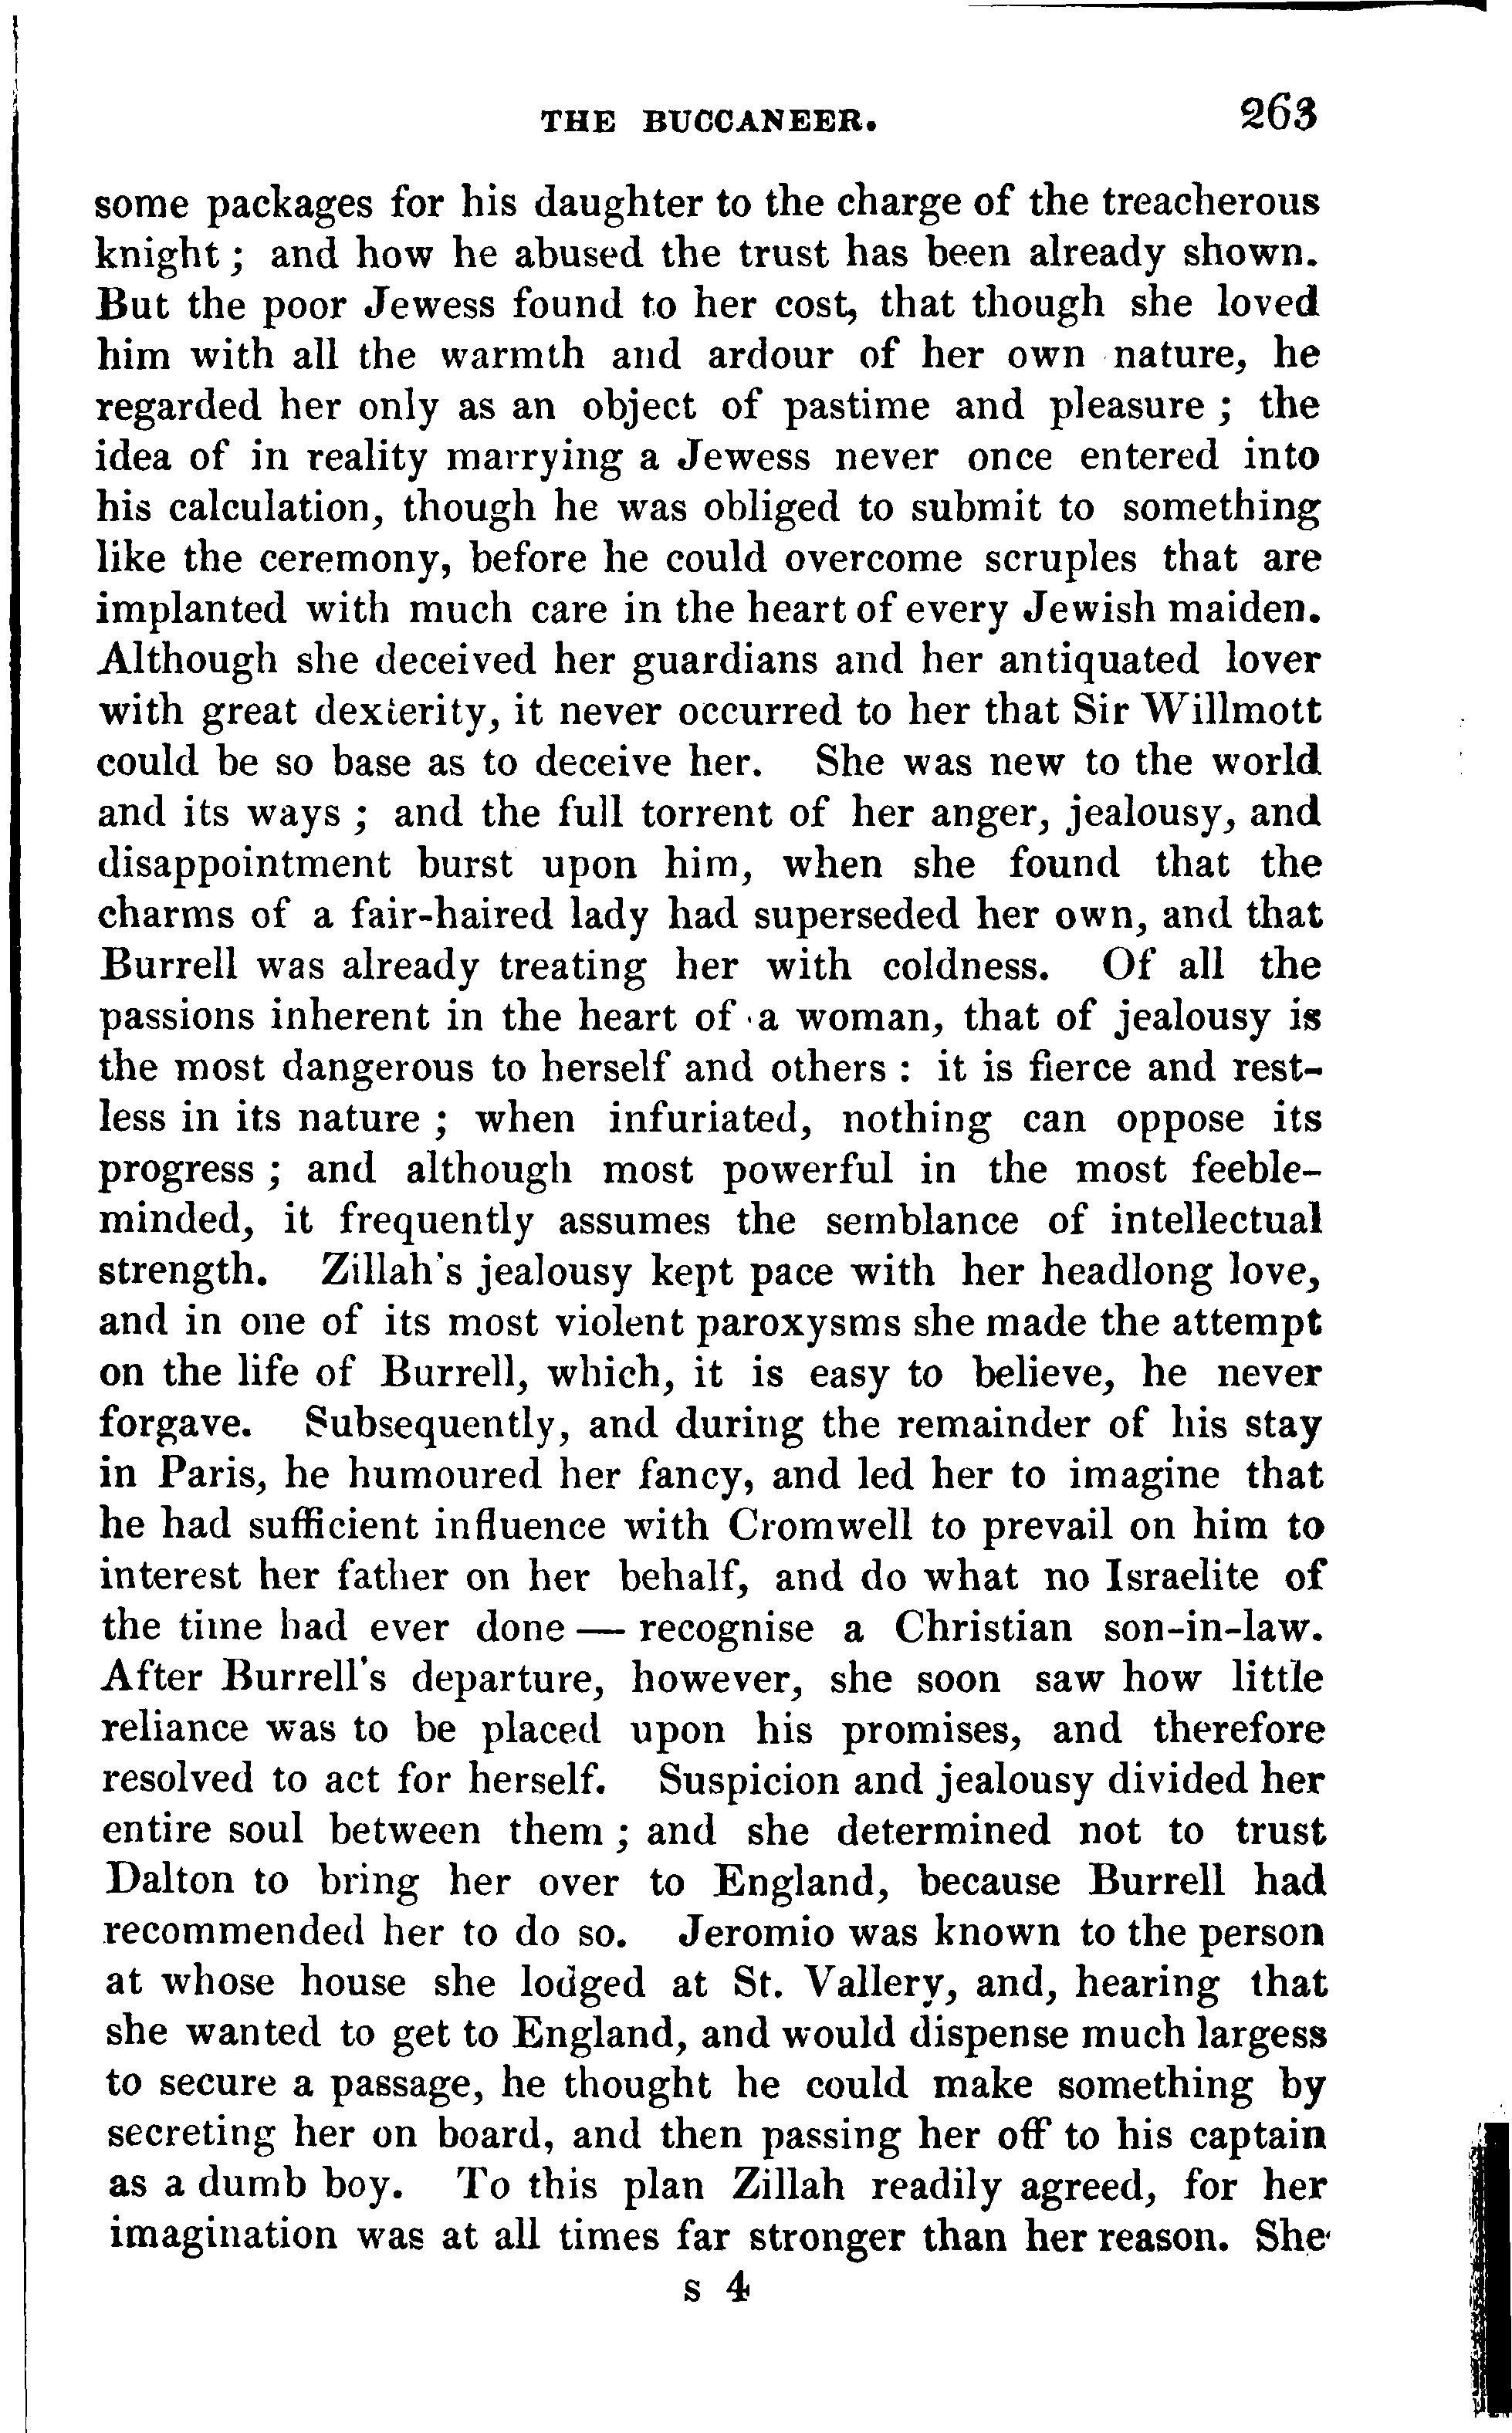 THE BUCCANEER. 263
some packages for his daughter to the charge of the treacherous
knight ; and how he abused the trust has been already shown.
But the poor Jewess found to her cost, that though she loved
him with all the warmth and ardour of her own nature, he
regarded her only as an object of pastime and pleasure ; the
idea of in reality marrying a Jewess never once entered into
his calculation, though he was obliged to submit to something
like the ceremony, before he could overcome scruples that are
implanted with much care in the heart of every Jewish maiden.
Although she deceived her guardians and her antiquated lover
with great dexterity, it never occurred to her that Sir Willmott
could be so base as to deceive her. She was new to the world
and its ways ; and the full torrent of her anger, jealousy, and
disappointment burst upon him, when she found that the
charms of a fair-haired lady had superseded her own, and that
Burrell was already treating her with coldness. Of all the
passions inherent in the heart of a woman, that of jealousy is
the most dangerous to herself and others : it is fierce and rest-
less in its nature ; when infuriated, nothing can oppose its
progress ; and although most powerful in the most feeble-
minded, it frequently assumes the semblance of intellectual
strength. Zillah's jealousy kept pace with her headlong love,
and in one of its most violent paroxysms she made the attempt
on the life of Burrell, which, it is easy to believe, he never
forgave. Subsequently, and during the remainder of his stay
in Paris, he humoured her fancy, and led her to imagine that
he had sufficient influence with Cromwell to prevail on him to
interest her father on her behalf, and do what no Israelite of
the time had ever done — recognise a Christian son-in-law.
After Burrell's departure, however, she soon saw how little
reliance was to be placed upon his promises, and therefore
resolved to act for herself. Suspicion and jealousy divided her
entire soul between them ; and she determined not to trust
Dalton to bring her over to England, because Burrell had
recommended her to do so. Jeromio was known to the person
at whose house she lodged at St. Vallery, and, hearing that
she wanted to get to England, and would dispense much largess
to secure a passage, he thought he could make something by
secreting her on board, and then passing her off to his captain
as a dumb boy. To this plan Zillah readily agreed, for her
imagination was at all times far stronger than her reason. She
s 4